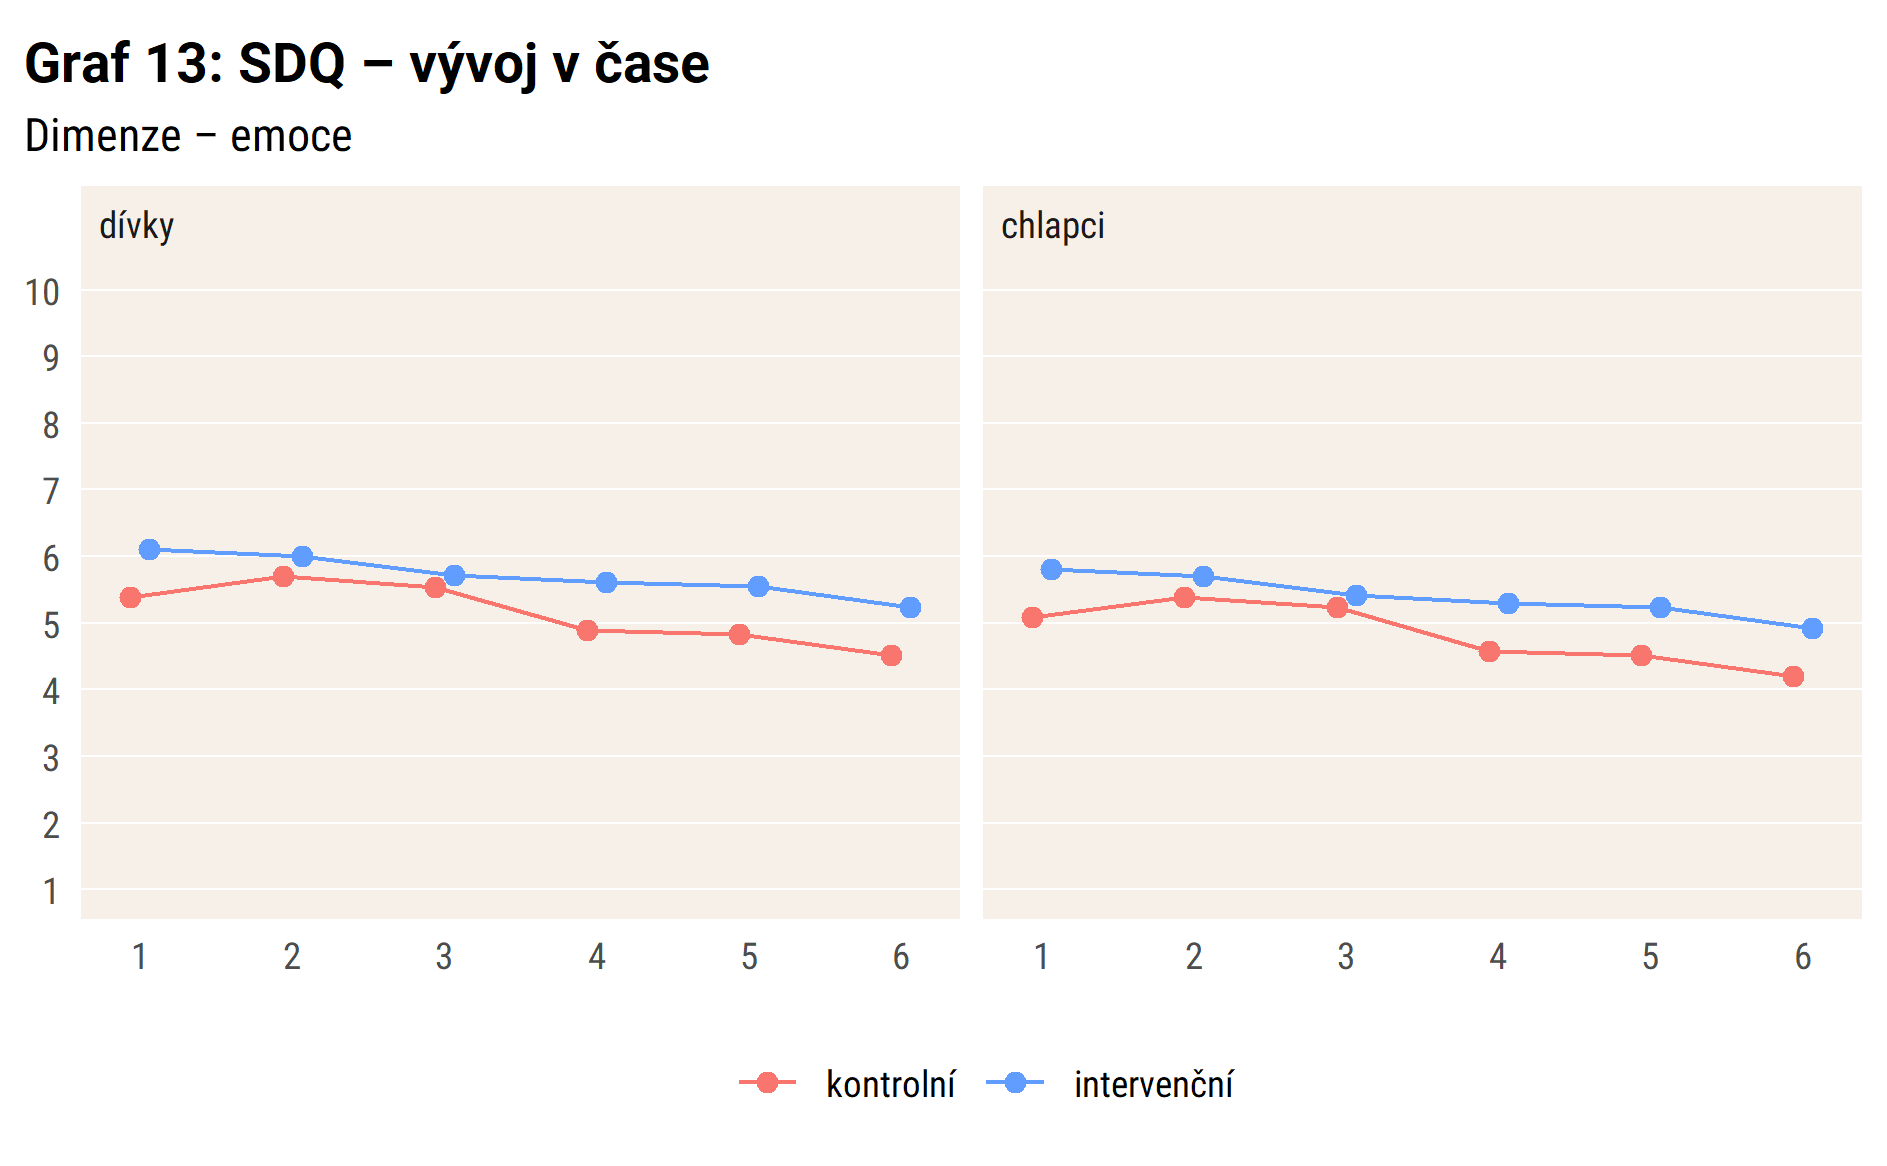 Graf 13: SDQ – vývoj v čase
Dimenze – emoce
dívky
chlapci
10
9
8
7
6
5
4
3
2
1
1 2 3 4 5 6
1 2 3 4 5 6
kontrolní intervenční